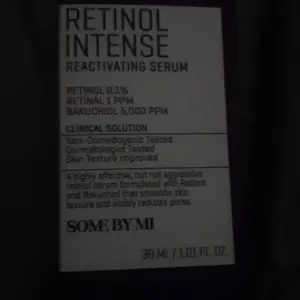 RETINOL
INTENSE
REACTIVATING SERUM
RETINOL 0.1%
RETINAL 1 PPM
BAKUCHIOL 5,000 PPM
CLINICAL SOLUTION
Non-Comedogenic Tested
Dermatologist Tested
Skin Texture Improved
A highly effective, but not aggressive
retinol serum formulated with Retinol
and Bakuchiol that smooths skin
texture and visibly reduces pores.
SOME BY MI
30 ML / 1.01 FL. OZ.